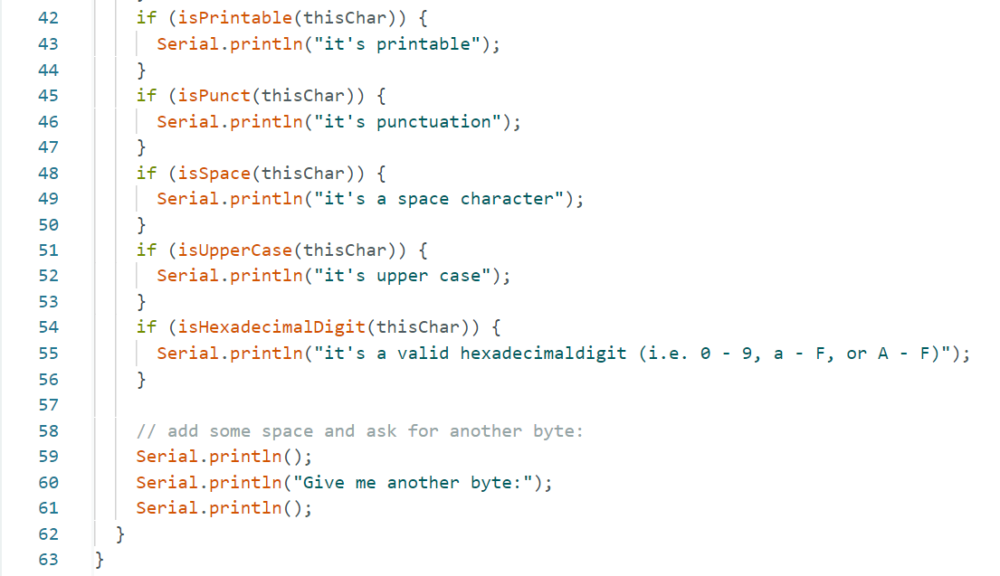 42 if (isPrintable(thisChar)) {
43 Serial.println("it's printable");
44 }
45 if (isPunct(thisChar)) {
46 Serial.println("it's punctuation");
47 }
48 if (isSpace(thisChar)) {
49 Serial.println("it's a space character");
50 }
51 if (isUpperCase(thisChar)) {
52 Serial.println("it's upper case");
53 }
54 if (isHexadecimalDigit(thisChar)) {
55 Serial.println("it's a valid hexadecimaldigit (i.e. 0 - 9, a - F, or A - F)");
56 }
57
58 // add some space and ask for another byte:
59 Serial.println();
60 Serial.println("Give me another byte:");
61 Serial.println();
62 }
63 }